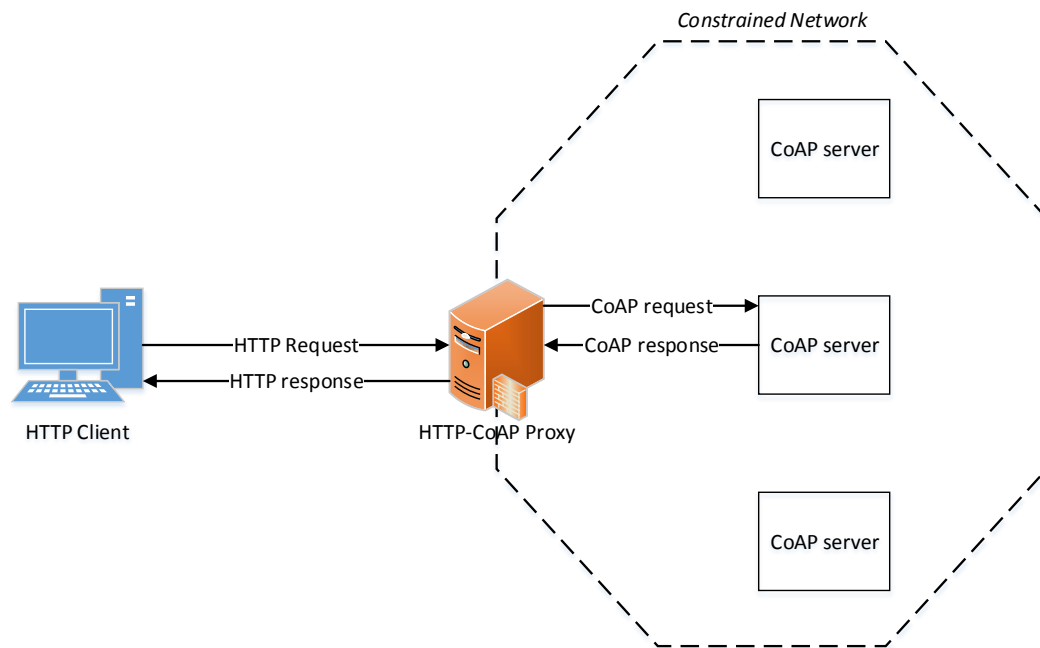 Constrained Network
CoAP server
CoAP request
HTTP Request
CoAP response
CoAP server
HTTP response
HTTP Client
HTTP-CoAP Proxy
CoAP server